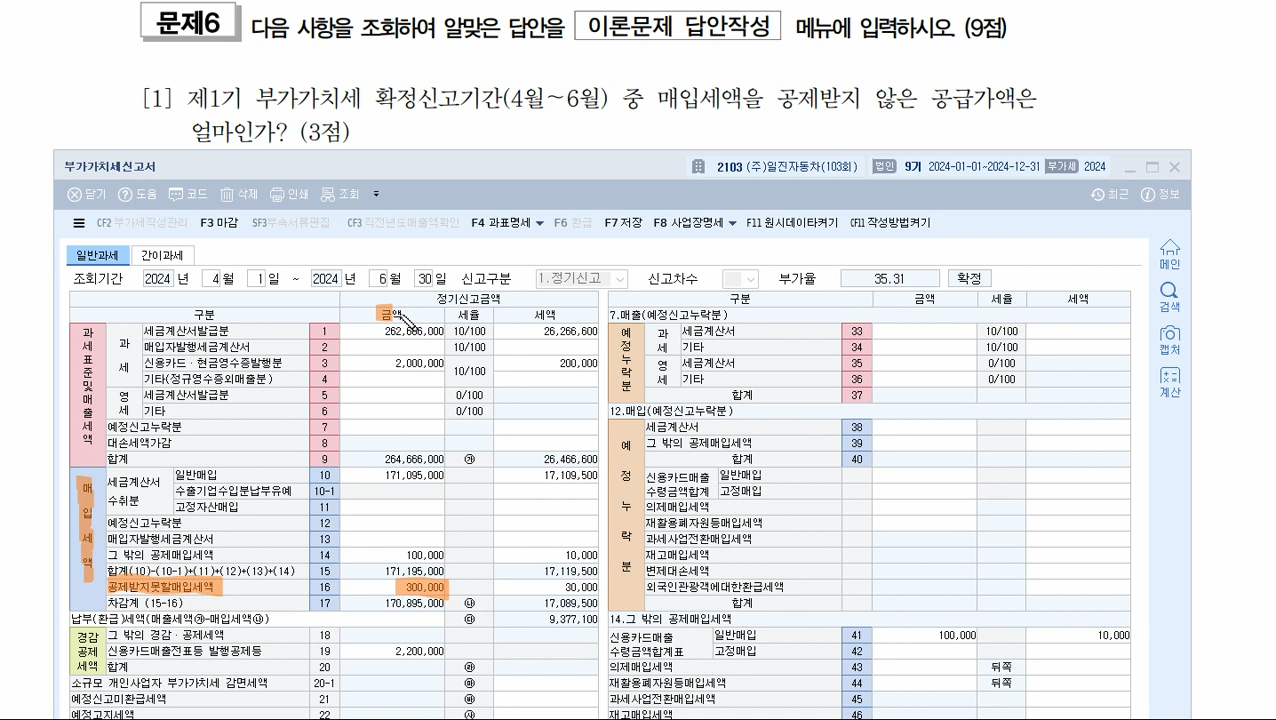 문제6 다음 사항을 조회하여 알맞은 답안을 이론문제 답안작성 메뉴에 입력하시오. (9점)
[1] 제1기 부가가치세 확정신고기간(4월～6월) 중 매입세액을 공제받지 않은 공급가액은
얼마인가? (3점)
부가가치세신고서 2103 (주)일진자동차(103회) 법인 9기 2024-01-01~2024-12-31 부가세 2024
닫기 도움 코드 삭제 인쇄 조회 최근 정보
CF2 부가세작성관리 F3 마감 SF3부속서류편집 CF3 직전년도매출액확인 F4 과표명세 F6 환급 F7 저장 F8 사업장명세 F11 원시데이타켜기 CF11 작성방법켜기
일반과세 간이과세
조회기간 2024 년 4 월 1 일 ~ 2024 년 6 월 30 일 신고구분 1.정기신고 신고차수 부가율 35.31 확정
메인
검색
캡처
계산
정기신고금액
구분 금액 세율 세액
과세표준및매출세액
과세 세금계산서발급분 1 262,666,000 10/100 26,266,600
매입자발행세금계산서 2 10/100
신용카드·현금영수증발행분 3 2,000,000 10/100 200,000
기타(정규영수증외매출분) 4
영세 세금계산서발급분 5 0/100
기타 6 0/100
예정신고누락분 7
대손세액가감 8
합계 9 264,666,000 ㉮ 26,466,600
매입세액
세금계산서 수취분 일반매입 10 171,095,000 17,109,500
수출기업수입분납부유예 10-1
고정자산매입 11
예정신고누락분 12
매입자발행세금계산서 13
그 밖의 공제매입세액 14 100,000 10,000
합계(10)-(10-1)+(11)+(12)+(13)+(14) 15 171,195,000 17,119,500
공제받지못할매입세액 16 300,000 30,000
차감계 (15-16) 17 170,895,000 ㉯ 17,089,500
납부(환급)세액(매출세액㉮-매입세액㉯) ㉰ 9,377,100
경감공제세액
그 밖의 경감·공제세액 18
신용카드매출전표등 발행공제등 19 2,200,000
합계 20 ㉱
소규모 개인사업자 부가가치세 감면세액 20-1 ㉲
예정신고미환급세액 21 ㉳
예정고지세액 22 ㉴
구분 금액 세율 세액
7.매출(예정신고누락분)
예정누락분
과세 세금계산서 33 10/100
기타 34 10/100
영세 세금계산서 35 0/100
기타 36 0/100
합계 37
12.매입(예정신고누락분)
예정누락분
세금계산서 38
그 밖의 공제매입세액 39
합계 40
신용카드매출 수령금액합계 일반매입
고정매입
의제매입세액
재활용폐자원등매입세액
과세사업전환매입세액
재고매입세액
변제대손세액
외국인관광객에대한환급세액
합계
14.그 밖의 공제매입세액
신용카드매출 수령금액합계표 일반매입 41 100,000 10,000
고정매입 42
의제매입세액 43 뒤쪽
재활용폐자원등매입세액 44 뒤쪽
과세사업전환매입세액 45
재고매입세액 46